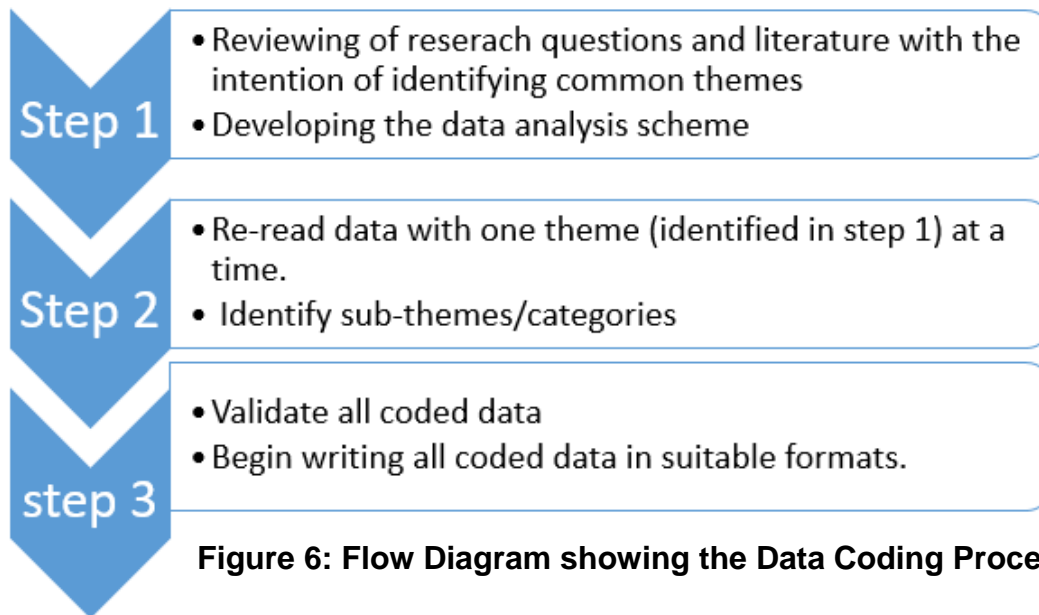 Step 1
• Reviewing of reserach questions and literature with the
intention of identifying common themes
• Developing the data analysis scheme
Step 2
• Re-read data with one theme (identified in step 1) at a
time.
• Identify sub-themes/categories
step 3
• Validate all coded data
• Begin writing all coded data in suitable formats.
Figure 6: Flow Diagram showing the Data Coding Proce